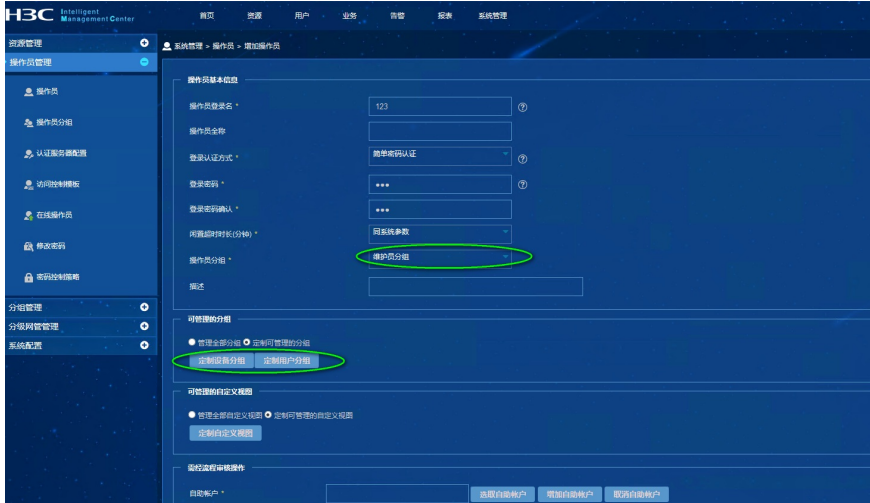 H3C Intelligent Management Center
首页 资源 用户 业务 告警 报表 系统管理
资源管理
操作员管理
操作员
操作员分组
认证服务器配置
访问控制模板
在线操作员
修改密码
密码控制策略
分组管理
分级网管管理
系统配置
系统管理 > 操作员 > 增加操作员
操作员基本信息
操作员登录名 * 123
操作员全称
登录认证方式 * 简单密码认证
登录密码 * •••
登录密码确认 * •••
闲置超时时长(分钟) * 同系统参数
操作员分组 * 维护员分组
描述
可管理的分组
管理全部分组 定制可管理的分组
定制设备分组 定制用户分组
可管理的自定义视图
管理全部自定义视图 定制可管理的自定义视图
定制自定义视图
需经流程审核操作
自助帐户 * 选取自助帐户 增加自助帐户 取消自助帐户